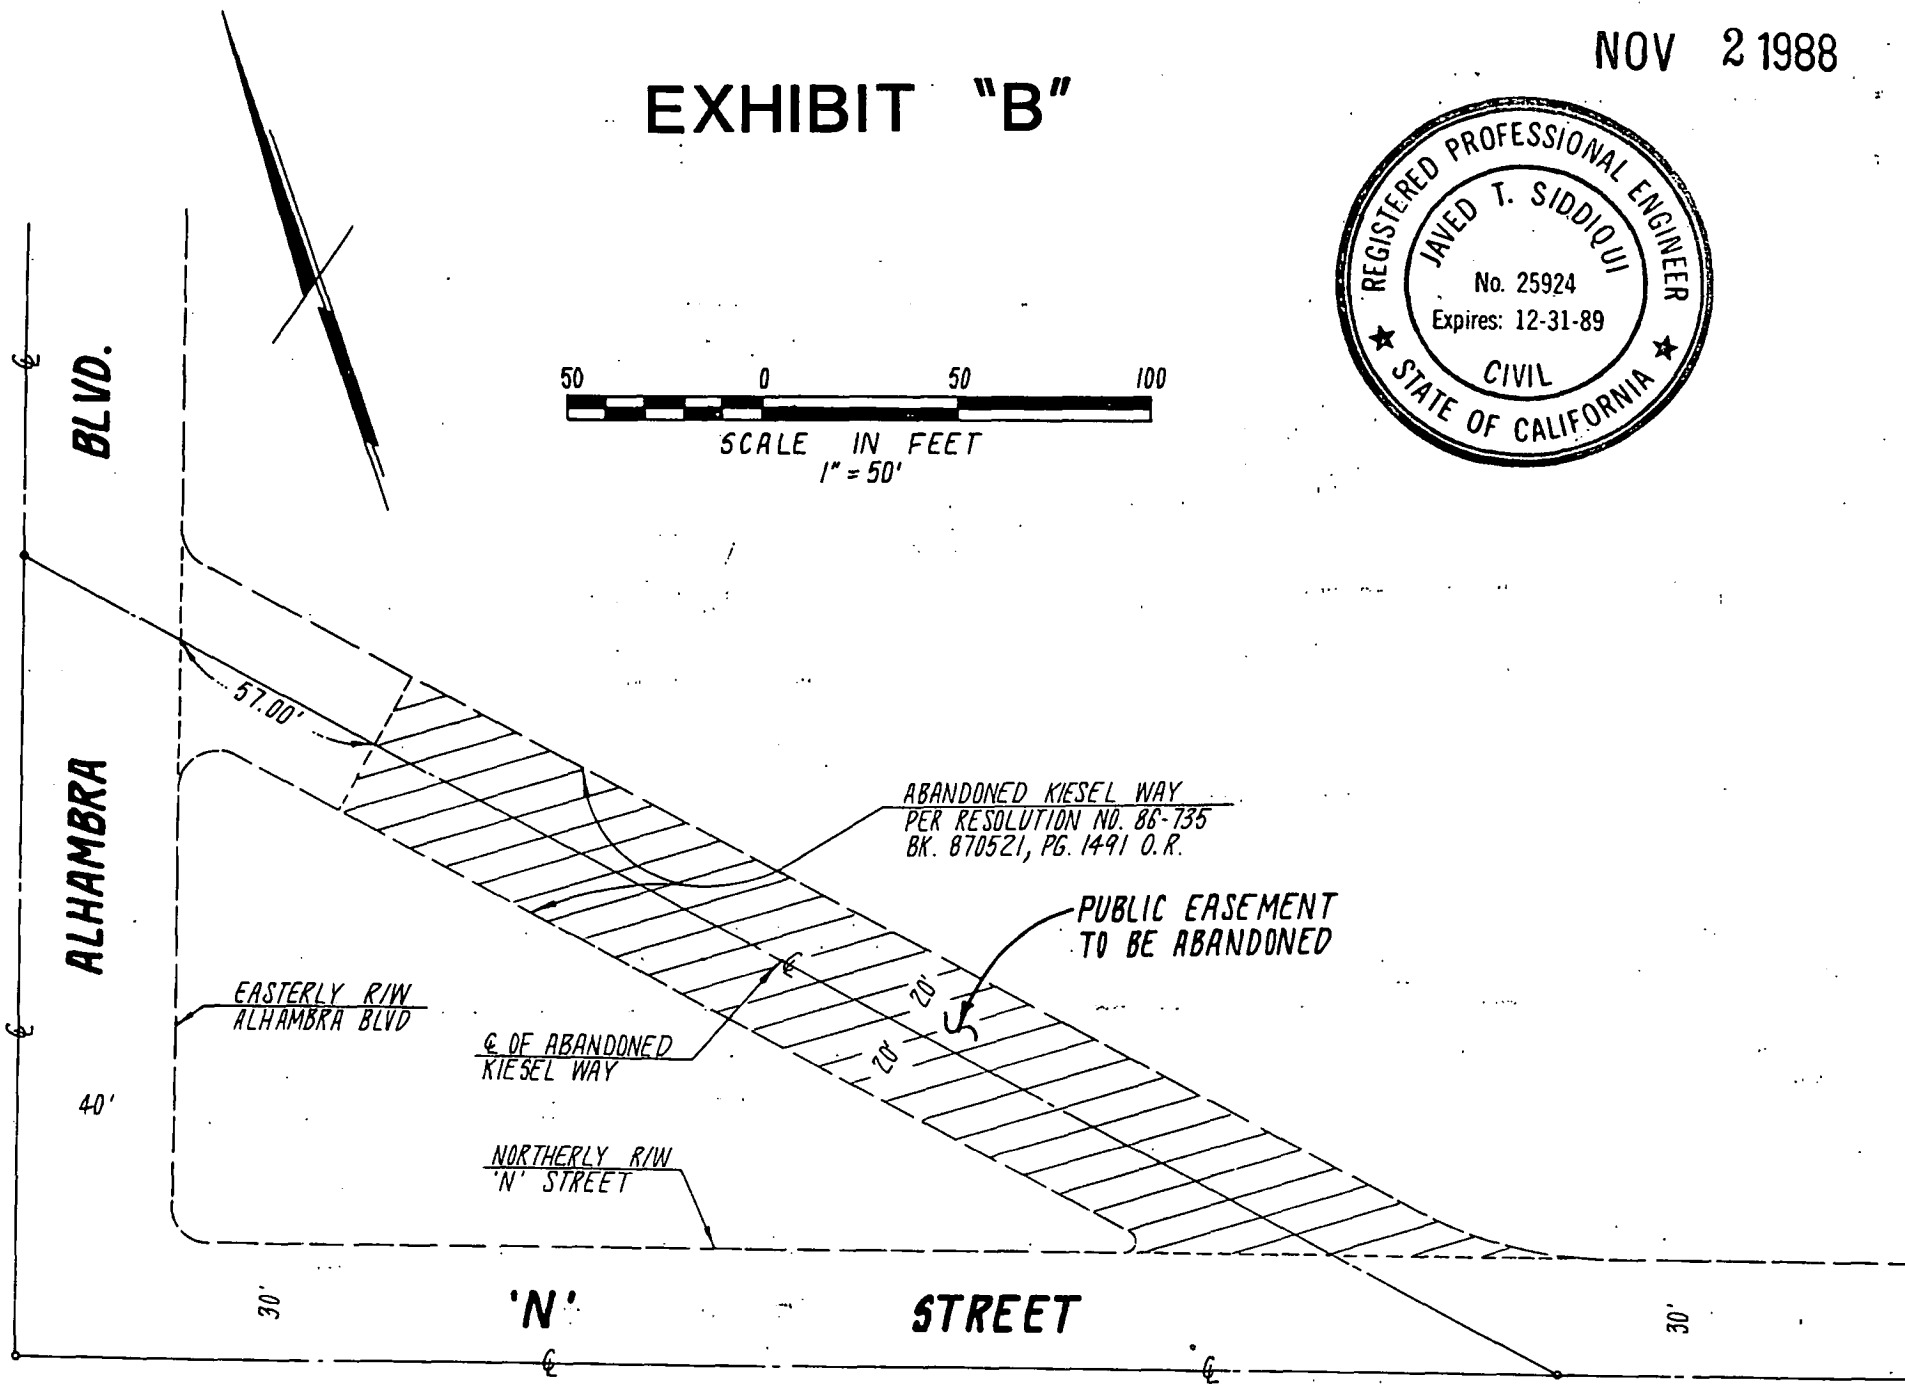 NOV 2 1988
EXHIBIT "B"
REGISTERED PROFESSIONAL ENGINEER
JAVED T. SIDDIQUI
No. 25924
Expires: 12-31-89
CIVIL
★ STATE OF CALIFORNIA ★
50 0 50 100
SCALE IN FEET
1" = 50'
BLVD.
ALHAMBRA
℄
℄
57.00'
ABANDONED KIESEL WAY
PER RESOLUTION NO. 86-735
BK. 870521, PG. 1491 O.R.
PUBLIC EASEMENT
TO BE ABANDONED
℄
20'
20'
EASTERLY R/W
ALHAMBRA BLVD
℄ OF ABANDONED
KIESEL WAY
40'
NORTHERLY R/W
'N' STREET
30'
'N' STREET
30'
℄
℄